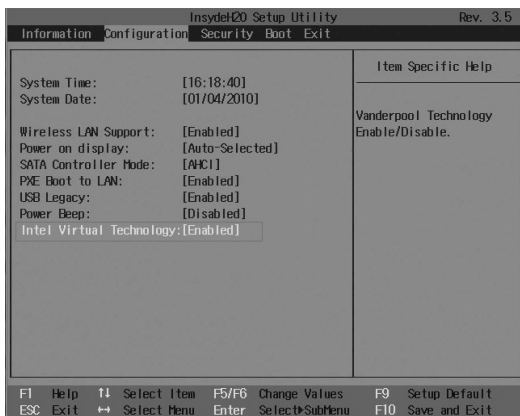 InsydeH2O Setup Utility Rev. 3.5
Information Configuration Security Boot Exit
Item Specific Help
System Time: [16:18:40]
System Date: [01/04/2010]
Vanderpool Technology
Enable/Disable.
Wireless LAN Support: [Enabled]
Power on display: [Auto-Selected]
SATA Controller Mode: [AHCI]
PXE Boot to LAN: [Enabled]
USB Legacy: [Enabled]
Power Beep: [Disabled]
Intel Virtual Technology:[Enabled]
F1 Help ↑↓ Select Item F5/F6 Change Values F9 Setup Default
ESC Exit ↔ Select Menu Enter Select▶SubMenu F10 Save and Exit